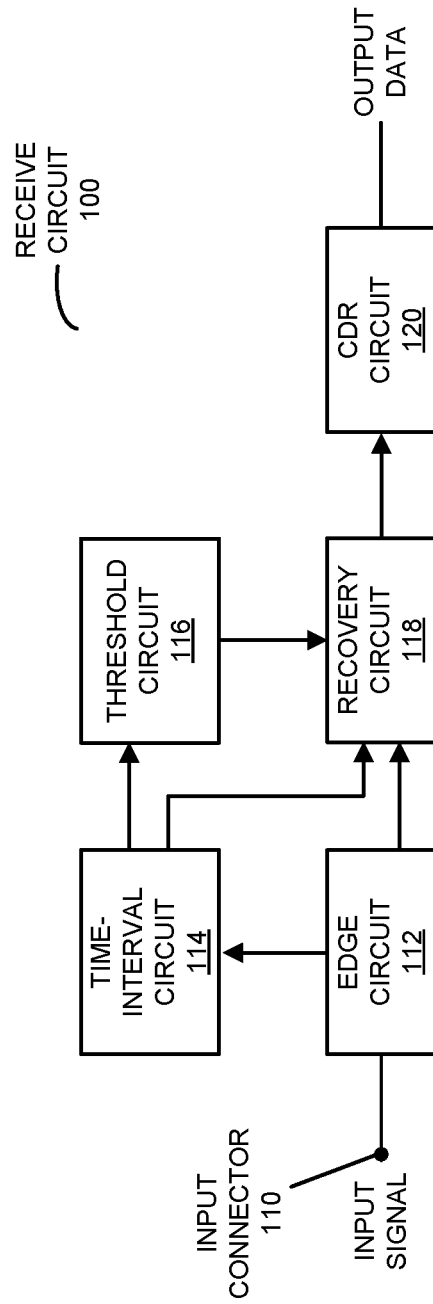 RECEIVE
CIRCUIT
100
TIME-
INTERVAL
CIRCUIT
114
THRESHOLD
CIRCUIT
116
INPUT
CONNECTOR
110
INPUT
SIGNAL
EDGE
CIRCUIT
112
RECOVERY
CIRCUIT
118
CDR
CIRCUIT
120
OUTPUT
DATA